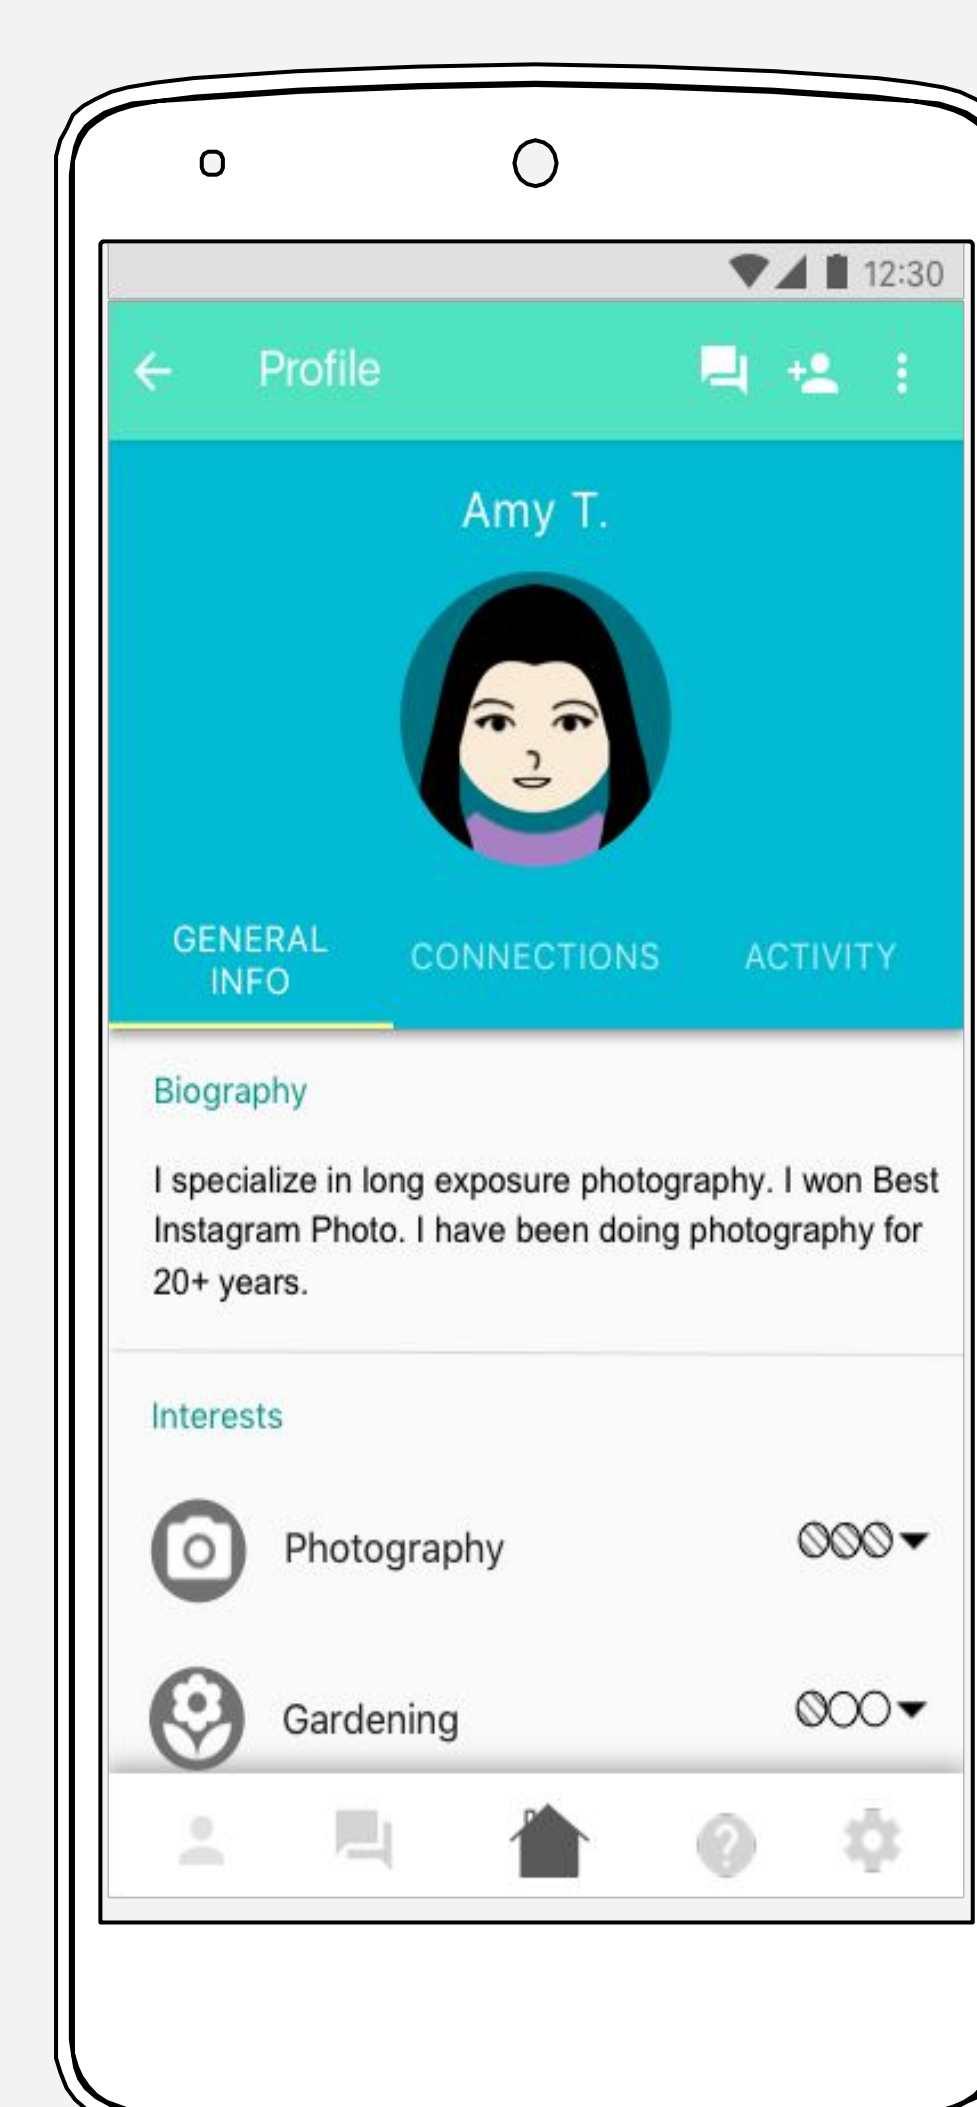 12:30
Profile
Amy T.
GENERAL
INFO
CONNECTIONS
ACTIVITY
Biography
I specialize in long exposure photography. I won Best
Instagram Photo. I have been doing photography for
20+ years.
Interests
Photography
Gardening